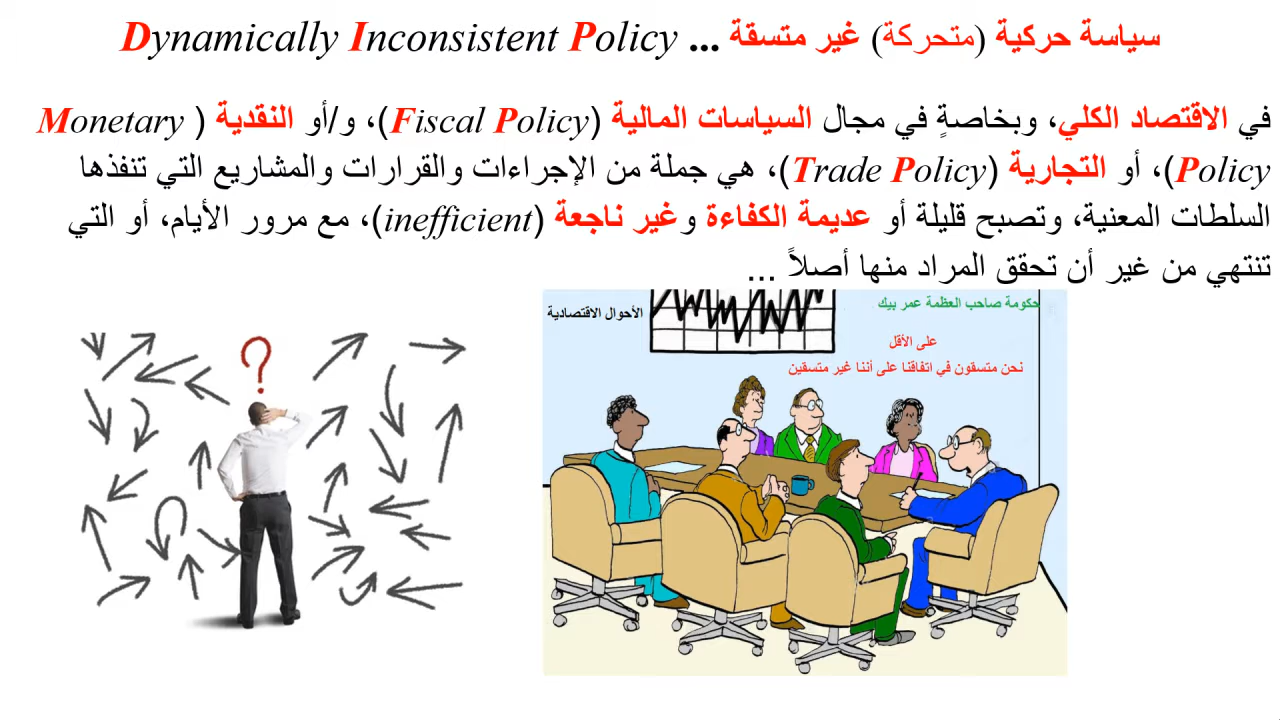 سياسة حركية (متحركة) غير متسقة ... Dynamically Inconsistent Policy
في الاقتصاد الكلي، وبخاصةٍ في مجال السياسات المالية (Fiscal Policy)، و/أو النقدية (Monetary
Policy)، أو التجارية (Trade Policy)، هي جملة من الإجراءات والقرارات والمشاريع التي تنفذها
السلطات المعنية، وتصبح قليلة أو عديمة الكفاءة وغير ناجعة (inefficient)، مع مرور الأيام، أو التي
تنتهي من غير أن تحقق المراد منها أصلاً ...
حكومة صاحب العظمة عمر بيك
الأحوال الاقتصادية
على الأقل
نحن متسقون في اتفاقنا على أننا غير متسقين
?